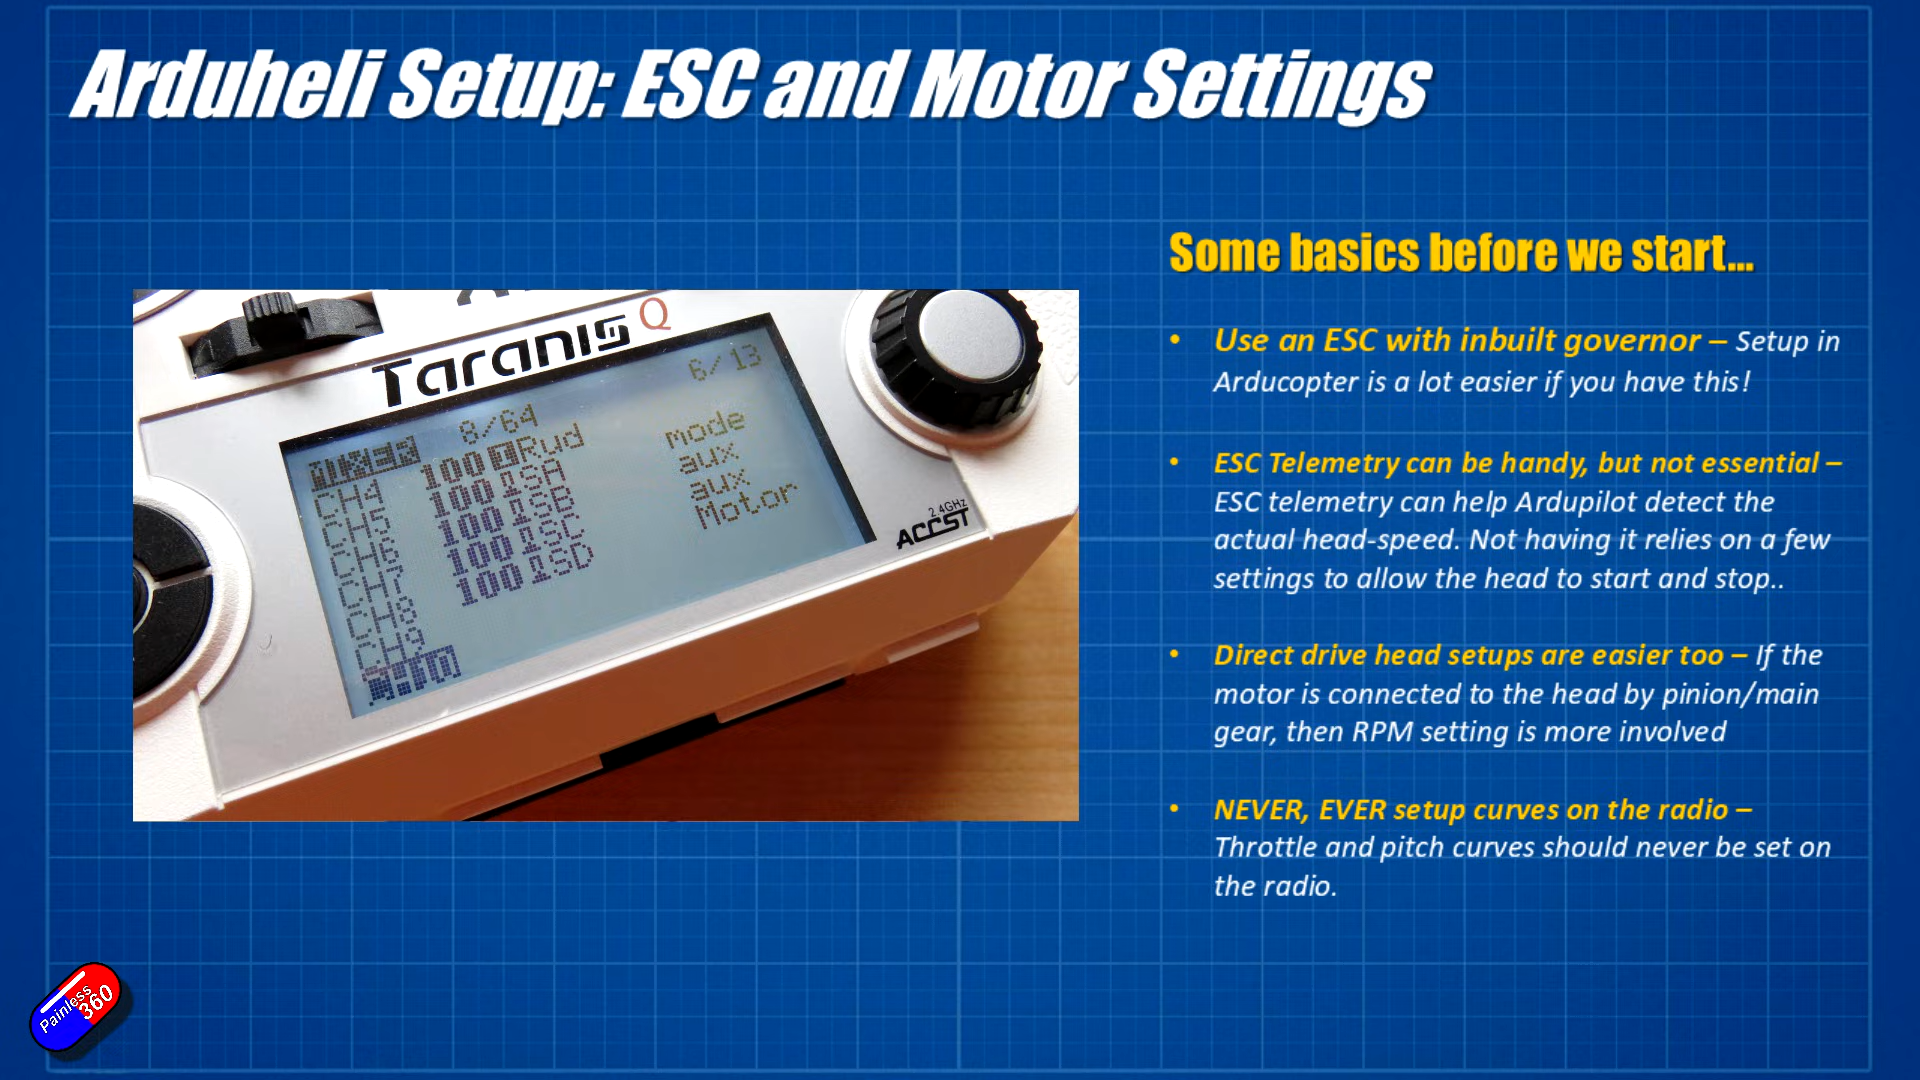 Arduheli Setup: ESC and Motor Settings
Some basics before we start...
• Use an ESC with inbuilt governor – Setup in
Arducopter is a lot easier if you have this!
• ESC Telemetry can be handy, but not essential –
ESC telemetry can help Ardupilot detect the
actual head-speed. Not having it relies on a few
settings to allow the head to start and stop..
• Direct drive head setups are easier too – If the
motor is connected to the head by pinion/main
gear, then RPM setting is more involved
• NEVER, EVER setup curves on the radio –
Throttle and pitch curves should never be set on
the radio.
Taranis Q
8/64 6/13
CH4 100 Rud mode
CH5 100 SA aux
CH6 100 SB aux
CH7 100 SC Motor
CH8 100 SD
CH9
2.4GHz
ACCST
Painless
360